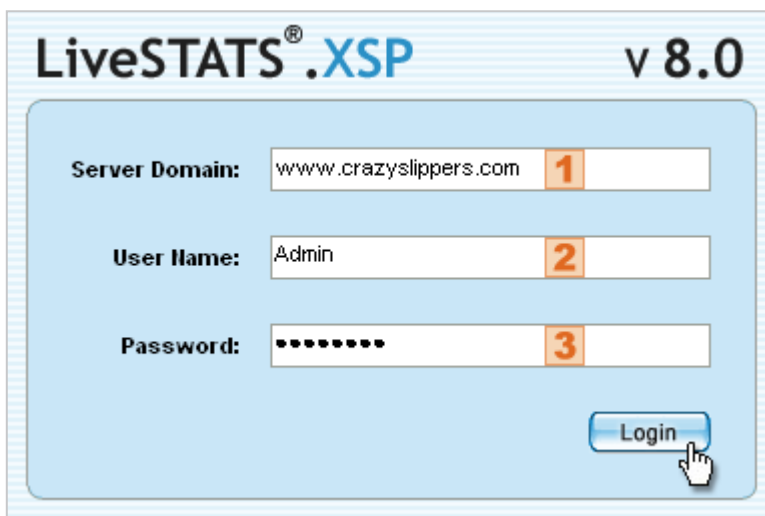 LiveSTATS®.XSP v 8.0
Server Domain: www.crazyslippers.com 1
User Name: Admin 2
Password: •••••••• 3
Login